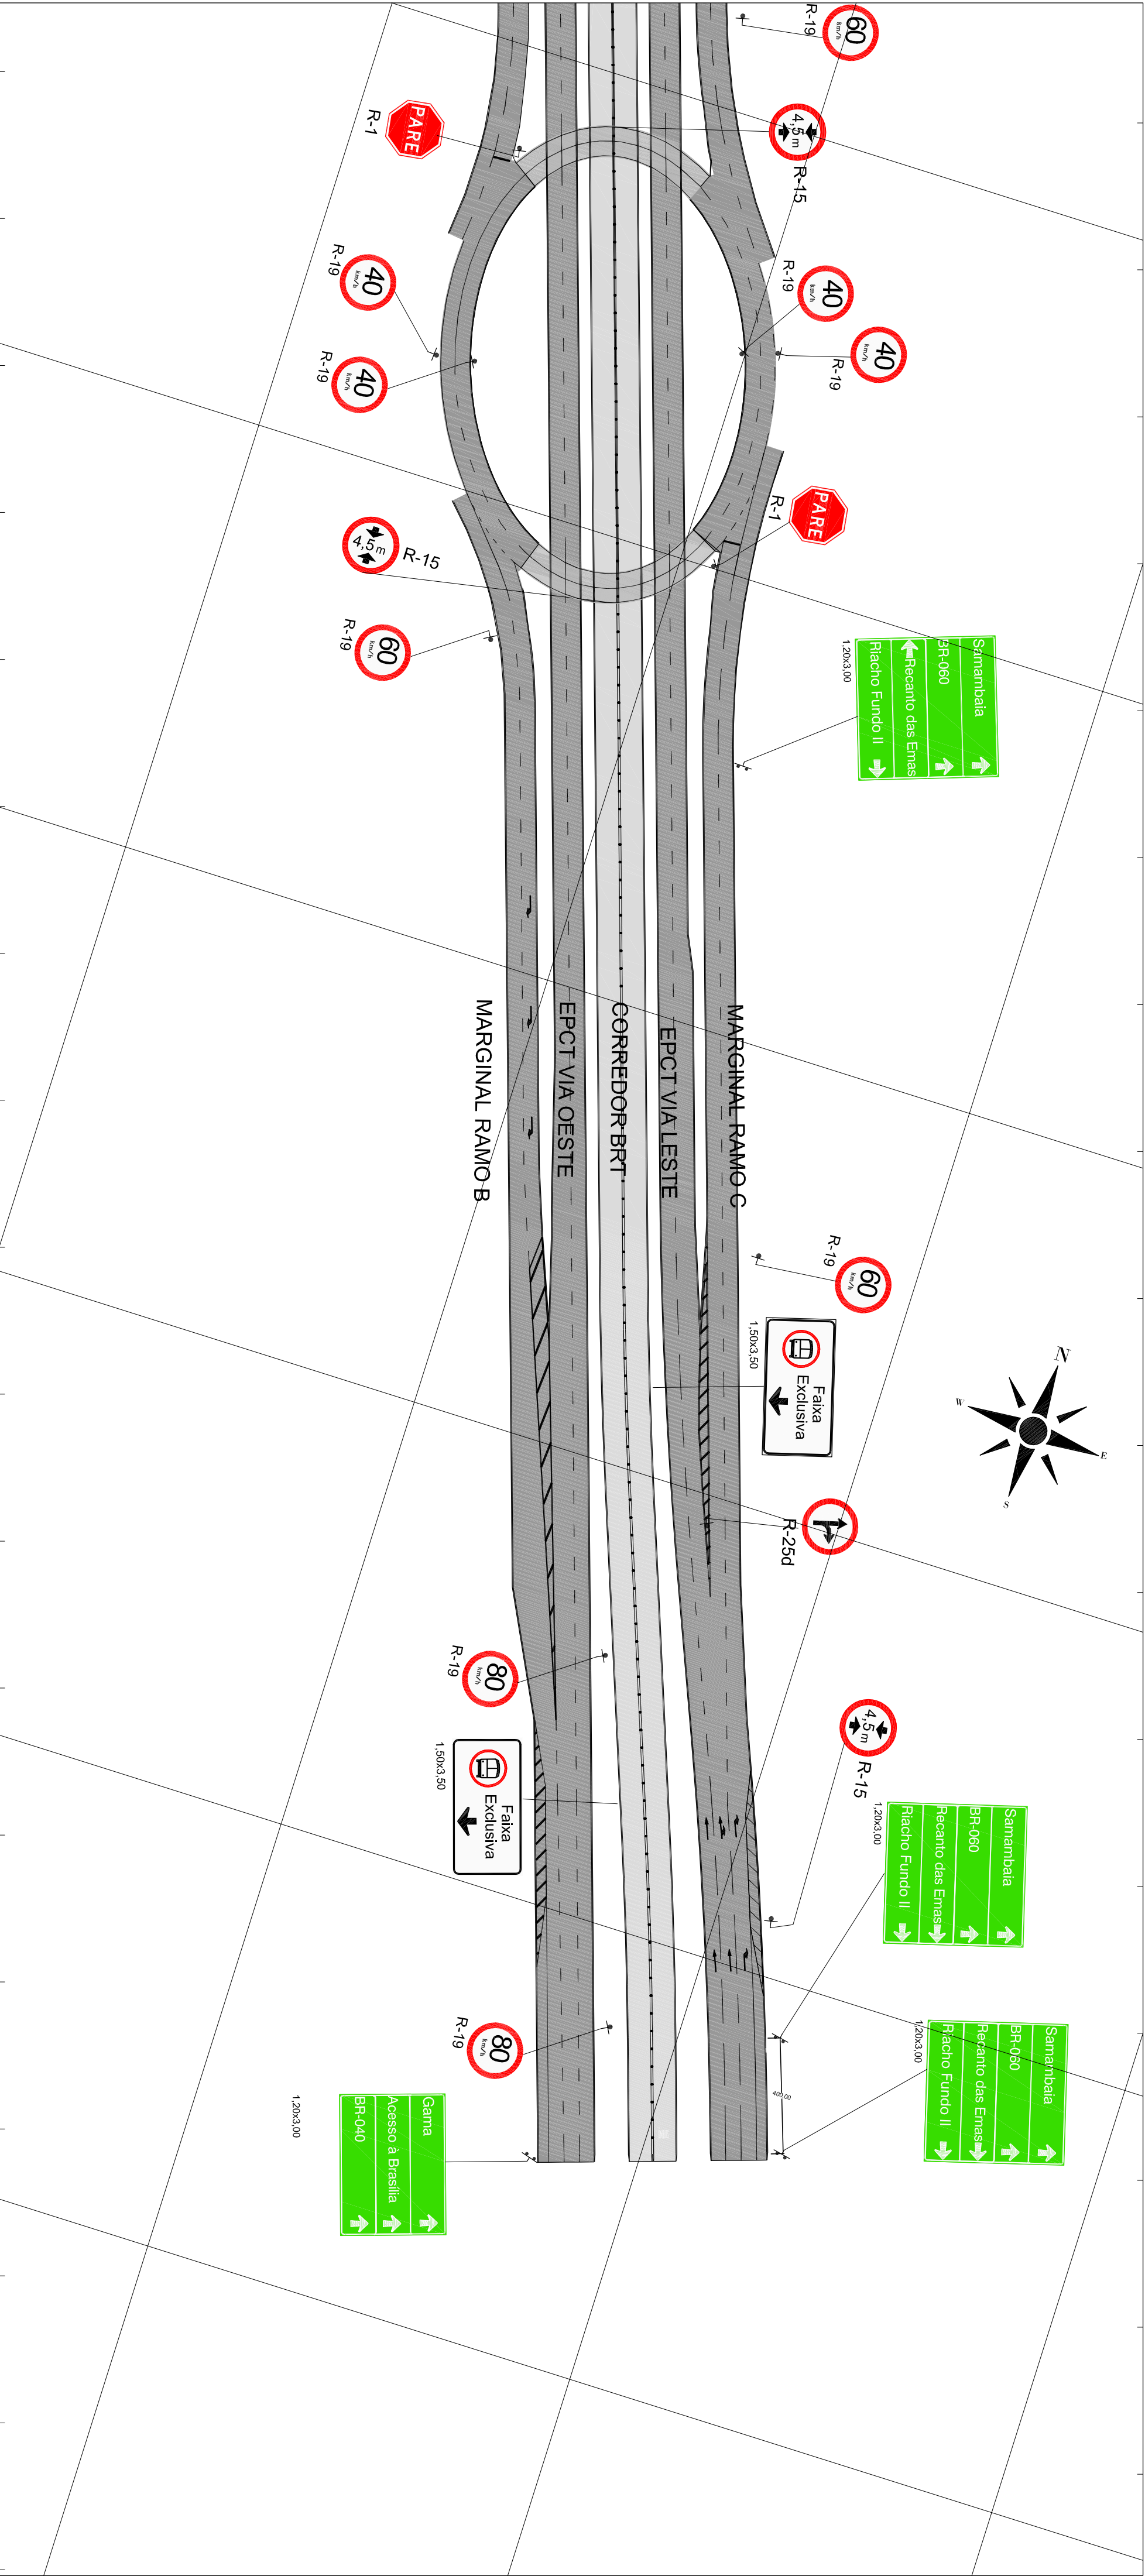 60
km/h
R-19
4,5 m
R-15
PARE
R-1
40
km/h
R-19
40
km/h
R-19
40
km/h
R-19
40
km/h
R-19
PARE
R-1
4,5 m
R-15
60
km/h
R-19
Samambaia
BR-060
Recanto das Emas
Riacho Fundo II
1,20x3,00
MARGINAL RAMO C
EPCT VIA LESTE
CORREDOR BRT
EPCT VIA OESTE
MARGINAL RAMO B
60
km/h
R-19
Faixa
Exclusiva
1,50x3,50
N
W
E
S
R-25d
80
km/h
R-19
4,5 m
R-15
Faixa
Exclusiva
1,50x3,50
Samambaia
BR-060
Recanto das Emas
Riacho Fundo II
1,20x3,00
80
km/h
R-19
Samambaia
BR-060
Recanto das Emas
Riacho Fundo II
1,20x3,00
400,00
Gama
Acesso à Brasília
BR-040
1,20x3,00